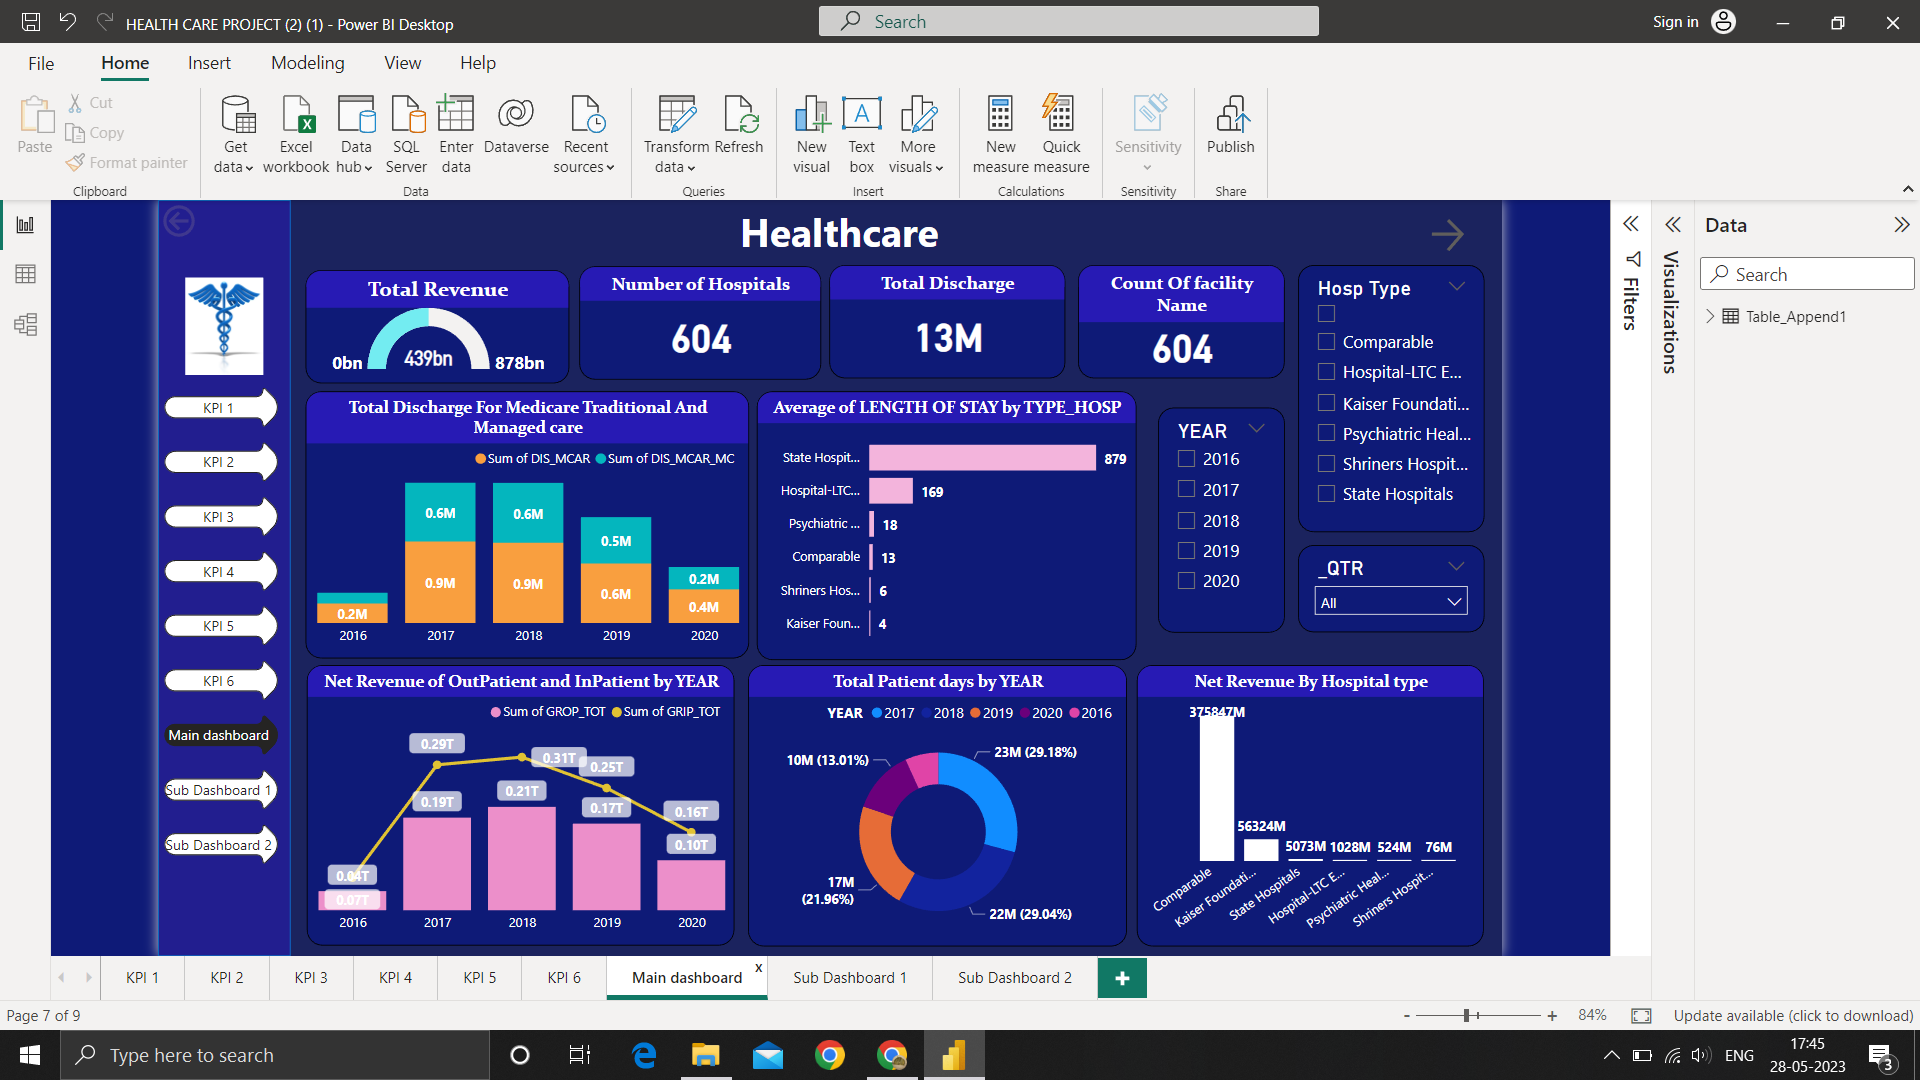 HEALTH CARE PROJECT (2) (1) - Power BI Desktop
Search
Sign in
File Home Insert Modeling View Help
Paste
Cut
Copy
Format painter
Clipboard
Get data
Excel workbook
Data hub
SQL Server
Enter data
Dataverse
Recent sources
Data
Transform data
Refresh
Queries
New visual
Text box
More visuals
Insert
New measure
Quick measure
Calculations
Sensitivity
Sensitivity
Publish
Share
Healthcare
KPI 1
KPI 2
KPI 3
KPI 4
KPI 5
KPI 6
Main dashboard
Sub Dashboard 1
Sub Dashboard 2
Total Revenue
0bn 439bn 878bn
Number of Hospitals
604
Total Discharge
13M
Count Of facility
Name
604
Hosp Type
Comparable
Hospital-LTC E...
Kaiser Foundati...
Psychiatric Heal...
Shriners Hospit...
State Hospitals
Total Discharge For Medicare Traditional And
Managed care
Sum of DIS_MCAR Sum of DIS_MCAR_MC
0.6M 0.6M 0.5M 0.2M
0.2M 0.9M 0.9M 0.6M 0.4M
2016 2017 2018 2019 2020
Average of LENGTH OF STAY by TYPE_HOSP
State Hospit... 879
Hospital-LTC... 169
Psychiatric ... 18
Comparable 13
Shriners Hos... 6
Kaiser Foun... 4
YEAR
2016
2017
2018
2019
2020
_QTR
All
Net Revenue of OutPatient and InPatient by YEAR
Sum of GROP_TOT Sum of GRIP_TOT
0.29T 0.31T 0.25T 0.16T
0.19T 0.21T 0.17T 0.10T
0.04T
0.07T
2016 2017 2018 2019 2020
Total Patient days by YEAR
YEAR 2017 2018 2019 2020 2016
10M (13.01%)
23M (29.18%)
17M
(21.96%)
22M (29.04%)
Net Revenue By Hospital type
375847M
56324M
5073M 1028M 524M 76M
Comparable
Kaiser Foundati...
State Hospitals
Hospital-LTC E...
Psychiatric Heal...
Shriners Hospit...
Filters
Visualizations
Data
Search
Table_Append1
KPI 1 KPI 2 KPI 3 KPI 4 KPI 5 KPI 6 Main dashboard x Sub Dashboard 1 Sub Dashboard 2 +
Page 7 of 9
- + 84%
Update available (click to download)
Type here to search
ENG
17:45
28-05-2023
3